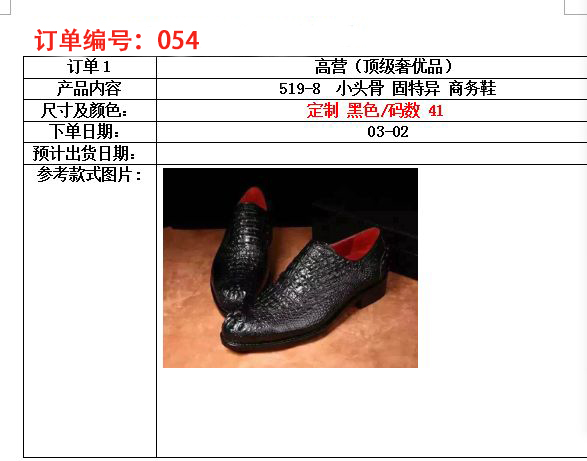 订单编号：054
订单1 高营（顶级奢优品）
产品内容 519-8 小头骨 固特异 商务鞋
尺寸及颜色： 定制 黑色/码数 41
下单日期： 03-02
预计出货日期：
参考款式图片：